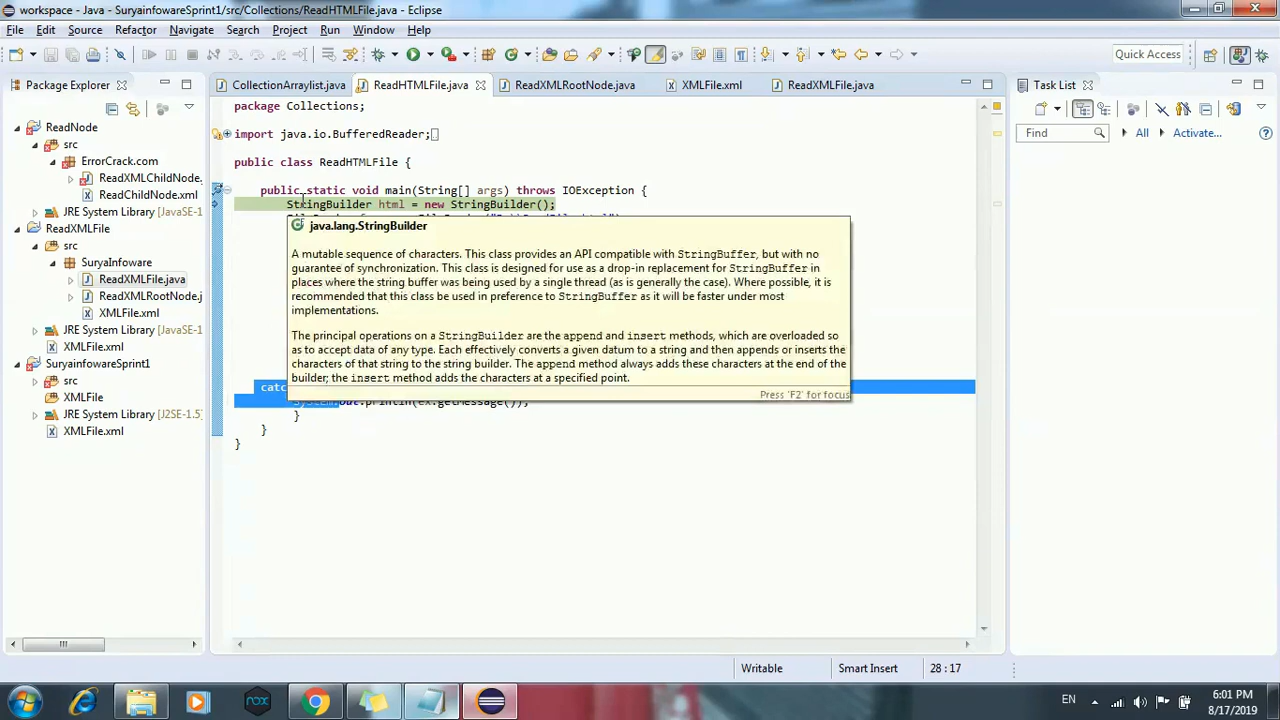 workspace - Java - SuryainfowareSprint1/src/Collections/ReadHTMLFile.java - Eclipse
File Edit Source Refactor Navigate Search Project Run Window Help
Quick Access
Package Explorer
CollectionArraylist.java
ReadHTMLFile.java
ReadXMLRootNode.java
XMLFile.xml
ReadXMLFile.java
Task List
Find
All
Activate...
ReadNode
src
ErrorCrack.com
ReadXMLChildNode.
ReadChildNode.xml
JRE System Library [JavaSE-1
ReadXMLFile
src
SuryaInfoware
ReadXMLFile.java
ReadXMLRootNode.j
XMLFile.xml
JRE System Library [JavaSE-1
XMLFile.xml
SuryainfowareSprint1
src
XMLFile
JRE System Library [J2SE-1.5]
XMLFile.xml
package Collections;
import java.io.BufferedReader;
public class ReadHTMLFile {
public static void main(String[] args) throws IOException {
StringBuilder html = new StringBuilder();
java.lang.StringBuilder
A mutable sequence of characters. This class provides an API compatible with StringBuffer, but with no
guarantee of synchronization. This class is designed for use as a drop-in replacement for StringBuffer in
places where the string buffer was being used by a single thread (as is generally the case). Where possible, it is
recommended that this class be used in preference to StringBuffer as it will be faster under most
implementations.
The principal operations on a StringBuilder are the append and insert methods, which are overloaded so
as to accept data of any type. Each effectively converts a given datum to a string and then appends or inserts the
characters of that string to the string builder. The append method always adds these characters at the end of the
builder; the insert method adds the characters at a specified point.
Press 'F2' for focus
catc
System.out.println(ex.getMessage());
}
}
}
Writable
Smart Insert
28 : 17
nox
EN
6:01 PM
8/17/2019